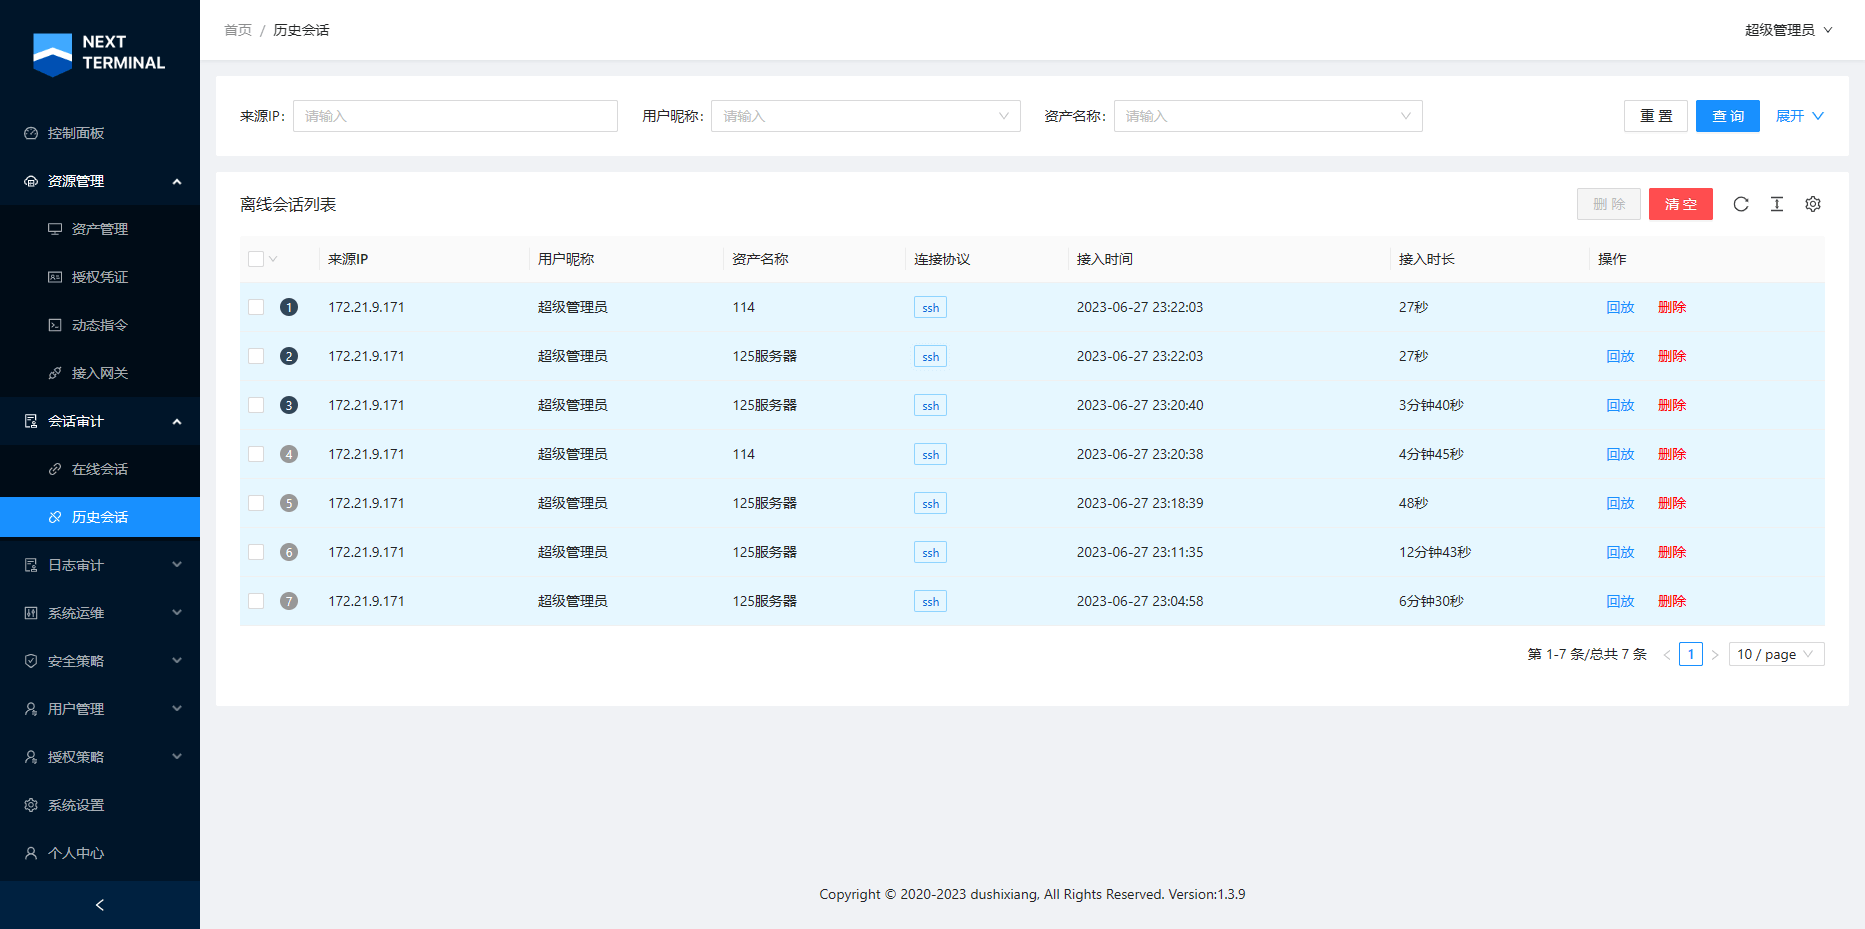 NEXT
TERMINAL
控制面板
资源管理
资产管理
授权凭证
动态指令
接入网关
会话审计
在线会话
历史会话
日志审计
系统运维
安全策略
用户管理
授权策略
系统设置
个人中心
首页 / 历史会话
超级管理员
来源IP: 请输入 用户昵称: 请输入 资产名称: 请输入 重 置 查 询 展开
离线会话列表 删 除 清 空
来源IP 用户昵称 资产名称 连接协议 接入时间 接入时长 操作
1 172.21.9.171 超级管理员 114 ssh 2023-06-27 23:22:03 27秒 回放 删除
2 172.21.9.171 超级管理员 125服务器 ssh 2023-06-27 23:22:03 27秒 回放 删除
3 172.21.9.171 超级管理员 125服务器 ssh 2023-06-27 23:20:40 3分钟40秒 回放 删除
4 172.21.9.171 超级管理员 114 ssh 2023-06-27 23:20:38 4分钟45秒 回放 删除
5 172.21.9.171 超级管理员 125服务器 ssh 2023-06-27 23:18:39 48秒 回放 删除
6 172.21.9.171 超级管理员 125服务器 ssh 2023-06-27 23:11:35 12分钟43秒 回放 删除
7 172.21.9.171 超级管理员 125服务器 ssh 2023-06-27 23:04:58 6分钟30秒 回放 删除
第 1-7 条/总共 7 条 1 10 / page
Copyright © 2020-2023 dushixiang, All Rights Reserved. Version:1.3.9